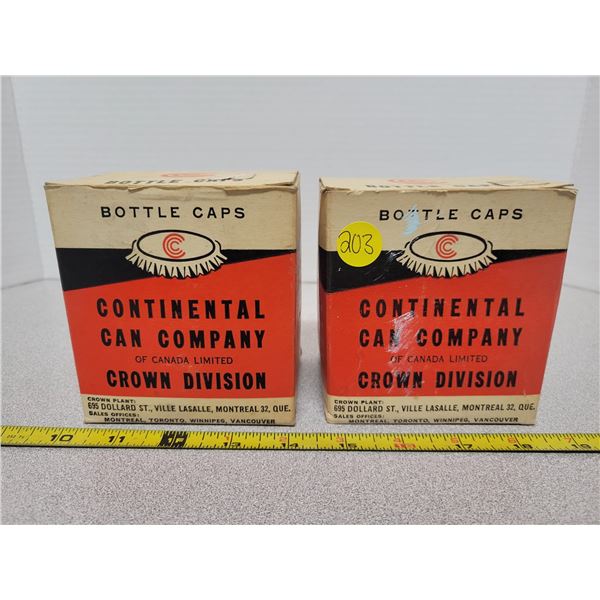 BOTTLE CAPS
BOTTLE CAPS
C
CONTINENTAL
CAN COMPANY
OF CANADA LIMITED
CROWN DIVISION
CROWN PLANT:
695 DOLLARD ST., VILLE LASALLE, MONTREAL 32, QUE.
SALES OFFICES:
MONTREAL, TORONTO, WINNIPEG, VANCOUVER
BOTTLE CAPS
203
C
CONTINENTAL
CAN COMPANY
OF CANADA LIMITED
CROWN DIVISION
CROWN PLANT:
695 DOLLARD ST., VILLE LASALLE, MONTREAL 32, QUE.
SALES OFFICES:
MONTREAL, TORONTO, WINNIPEG, VANCOUVER
10 11 12 13 14 15 16 17 18 19